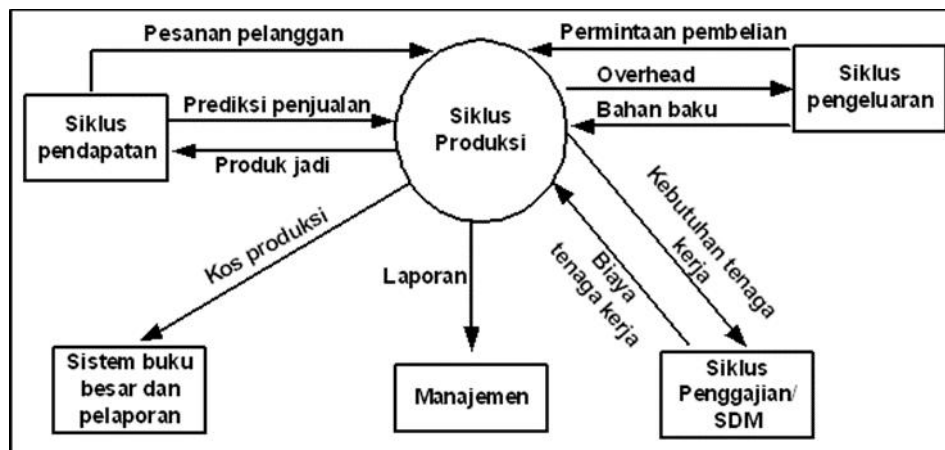 Pesanan pelanggan
Permintaan pembelian
Siklus
pendapatan
Prediksi penjualan
Produk jadi
Siklus
Produksi
Overhead
Bahan baku
Siklus
pengeluaran
Kos produksi
Laporan
Biaya
tenaga kerja
Kebutuhan tenaga
kerja
Sistem buku
besar dan
pelaporan
Manajemen
Siklus
Penggajian/
SDM